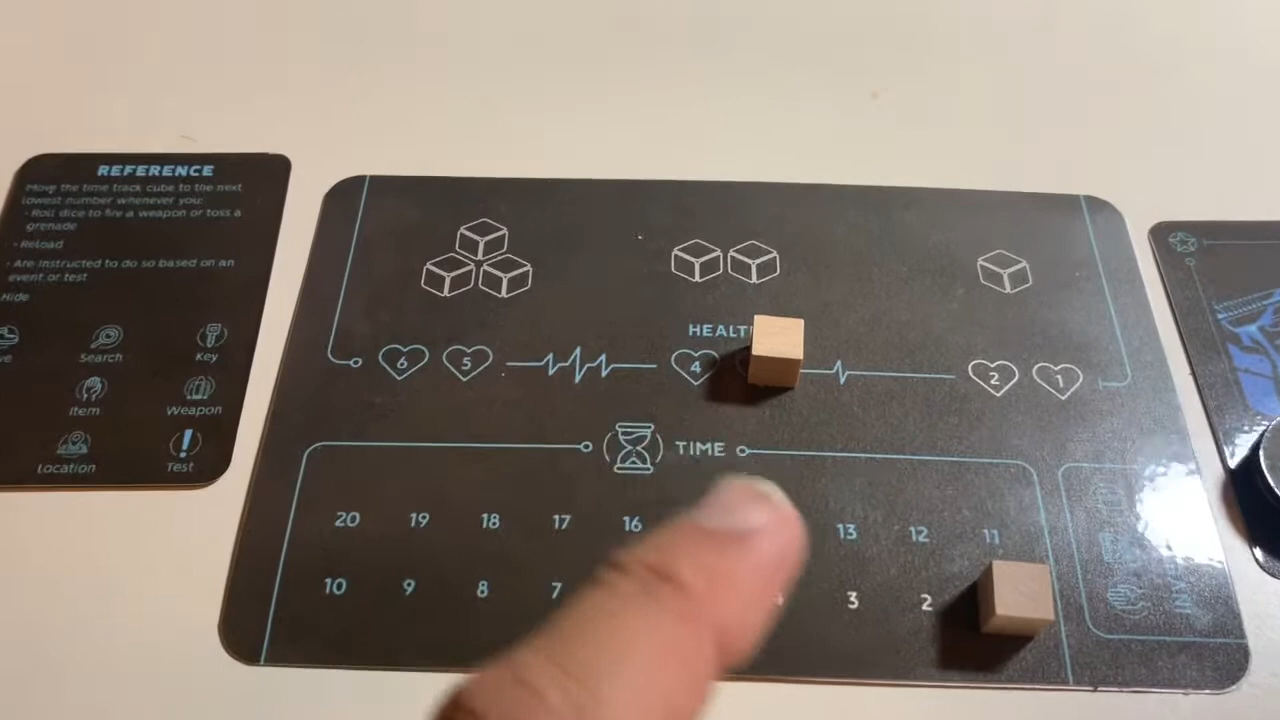 REFERENCE
Move the time track cube to the next
lowest number whenever you:
- Roll dice to fire a weapon or toss a
grenade
- Reload
- Are instructed to do so based on an
event or test
Hide
Search
Key
Item
Weapon
Location
Test
HEALT
6 5 4 2 1
TIME
20 19 18 17 16 13 12 11
10 9 8 7 3 2